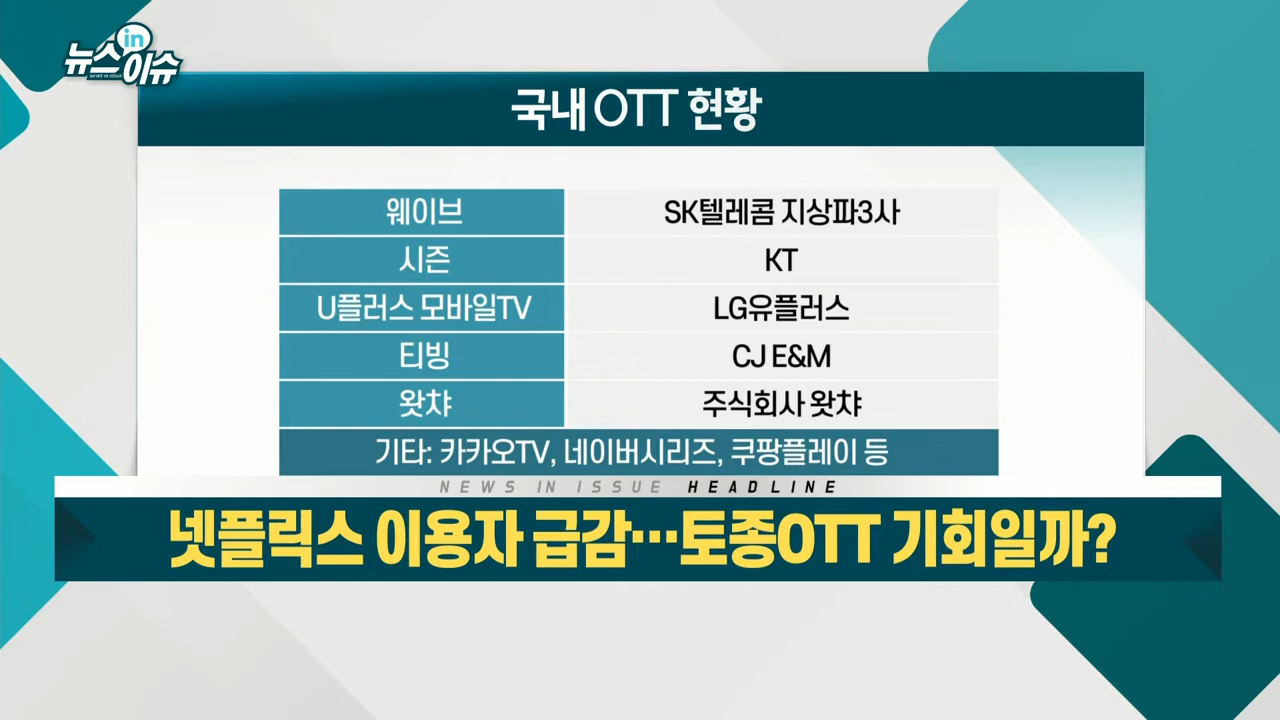 뉴스in이슈
NEWS IN ISSUE
국내 OTT 현황
웨이브 SK텔레콤 지상파3사
시즌 KT
U플러스 모바일TV LG유플러스
티빙 CJ E&M
왓챠 주식회사 왓챠
기타: 카카오TV, 네이버시리즈, 쿠팡플레이 등
NEWS IN ISSUE HEADLINE
넷플릭스 이용자 급감…토종OTT 기회일까?